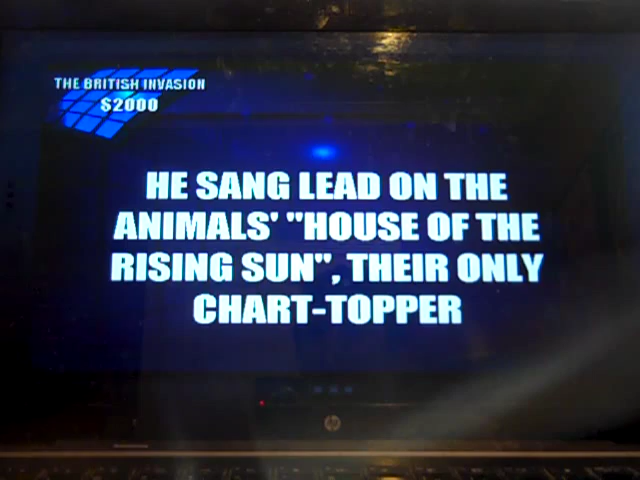 THE BRITISH INVASION
$2000
HE SANG LEAD ON THE
ANIMALS' "HOUSE OF THE
RISING SUN", THEIR ONLY
CHART-TOPPER
hp